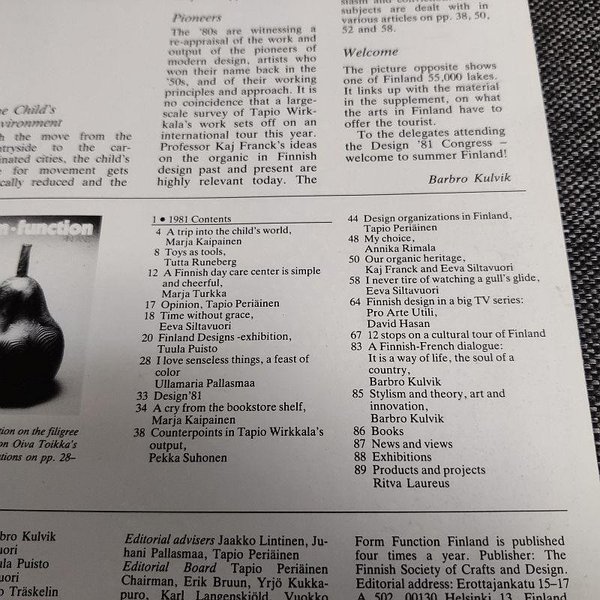 Pioneers
The '80s are witnessing a
re-appraisal of the work and
output of the pioneers of
modern design, artists who
won their name back in the
'50s, and of their working
principles and approach. It is
no coincidence that a large-
scale survey of Tapio Wirk-
kala's work sets off on an
international tour this year.
Professor Kaj Franck's ideas
on the organic in Finnish
design past and present are
highly relevant today. The
subjects are dealt with in
various articles on pp. 38, 50,
52 and 58.
Welcome
The picture opposite shows
one of Finland 55,000 lakes.
It links up with the material
in the supplement, on what
the arts in Finland have to
offer the tourist.
To the delegates attending
the Design '81 Congress –
welcome to summer Finland!
Barbro Kulvik
Child's
the move from the
to the
cities, the child's
for movement gets
reduced and the
function
1 • 1981 Contents
4 A trip into the child's world,
Marja Kaipainen
8 Toys as tools,
Tutta Runeberg
12 A Finnish day care center is simple
and cheerful,
Marja Turkka
17 Opinion, Tapio Periäinen
18 Time without grace,
Eeva Siltavuori
20 Finland Designs -exhibition,
Tuula Puisto
28 I love senseless things, a feast of
color
Ullamaria Pallasmaa
33 Design'81
34 A cry from the bookstore shelf,
Marja Kaipainen
38 Counterpoints in Tapio Wirkkala's
output,
Pekka Suhonen
44 Design organizations in Finland,
Tapio Periäinen
48 My choice,
Annika Rimala
50 Our organic heritage,
Kaj Franck and Eeva Siltavuori
58 I never tire of watching a gull's glide,
Eeva Siltavuori
64 Finnish design in a big TV series:
Pro Arte Utili,
David Hasan
67 12 stops on a cultural tour of Finland
83 A Finnish-French dialogue:
It is a way of life, the soul of a
country,
Barbro Kulvik
85 Stylism and theory, art and
innovation,
Barbro Kulvik
86 Books
87 News and views
88 Exhibitions
89 Products and projects
Ritva Laureus
on the filigree
Oiva Toikka's
on pp. 28–
Kulvik
Puisto
Träskelin
Editorial advisers Jaakko Lintinen, Ju-
hani Pallasmaa, Tapio Periäinen
Editorial Board Tapio Periäinen
Chairman, Erik Bruun, Yrjö Kukka-
puro, Karl Langenskiöld, Vuokko
Form Function Finland is published
four times a year. Publisher: The
Finnish Society of Crafts and Design.
Editorial address: Erottajankatu 15–17
A 502, 00130 Helsinki 13, Finland